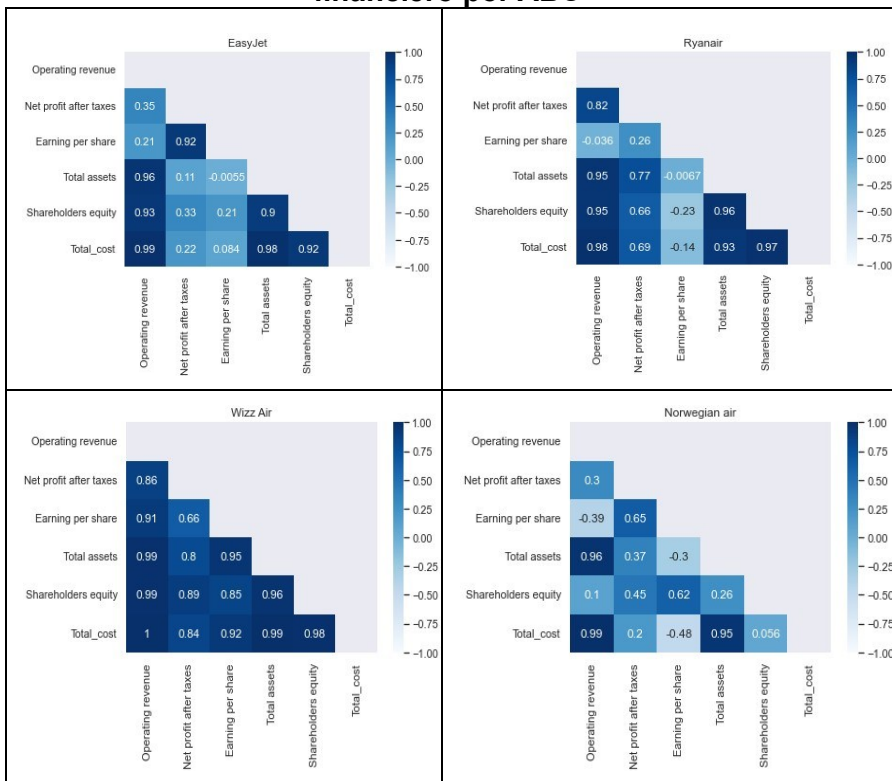 EasyJet
Operating revenue
Net profit after taxes 0.35
Earning per share 0.21 0.92
Total assets 0.96 0.11 -0.0055
Shareholders equity 0.93 0.33 0.21 0.9
Total_cost 0.99 0.22 0.084 0.98 0.92
Operating revenue
Net profit after taxes
Earning per share
Total assets
Shareholders equity
Total_cost
1.00
0.75
0.50
0.25
0.00
−0.25
−0.50
−0.75
−1.00
Ryanair
Operating revenue
Net profit after taxes 0.82
Earning per share -0.036 0.26
Total assets 0.95 0.77 -0.0067
Shareholders equity 0.95 0.66 -0.23 0.96
Total_cost 0.98 0.69 -0.14 0.93 0.97
Operating revenue
Net profit after taxes
Earning per share
Total assets
Shareholders equity
Total_cost
1.00
0.75
0.50
0.25
0.00
−0.25
−0.50
−0.75
−1.00
Wizz Air
Operating revenue
Net profit after taxes 0.86
Earning per share 0.91 0.66
Total assets 0.99 0.8 0.95
Shareholders equity 0.99 0.89 0.85 0.96
Total_cost 1 0.84 0.92 0.99 0.98
Operating revenue
Net profit after taxes
Earning per share
Total assets
Shareholders equity
Total_cost
1.00
0.75
0.50
0.25
0.00
−0.25
−0.50
−0.75
−1.00
Norwegian air
Operating revenue
Net profit after taxes 0.3
Earning per share -0.39 0.65
Total assets 0.96 0.37 -0.3
Shareholders equity 0.1 0.45 0.62 0.26
Total_cost 0.99 0.2 -0.48 0.95 0.056
Operating revenue
Net profit after taxes
Earning per share
Total assets
Shareholders equity
Total_cost
1.00
0.75
0.50
0.25
0.00
−0.25
−0.50
−0.75
−1.00